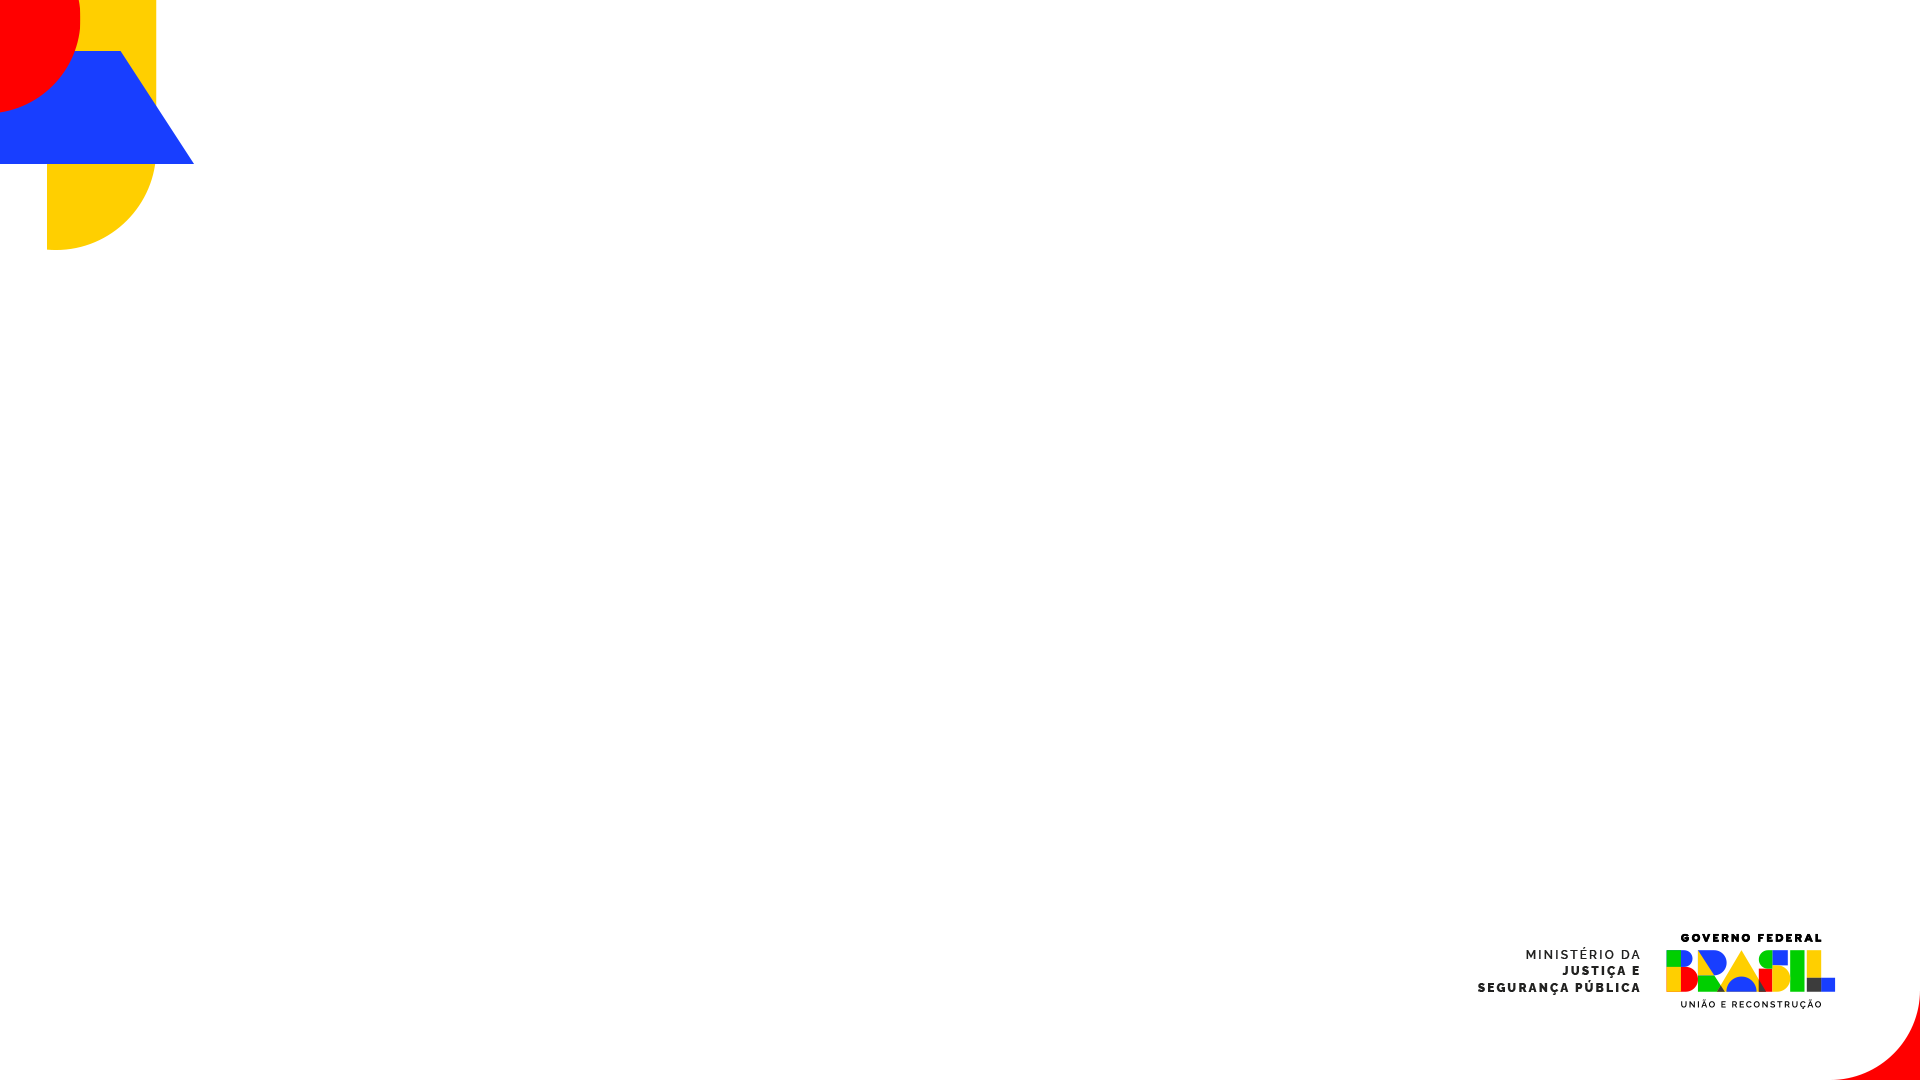 MINISTÉRIO DA
JUSTIÇA E
SEGURANÇA PÚBLICA
GOVERNO FEDERAL
BRASIL
UNIÃO E RECONSTRUÇÃO